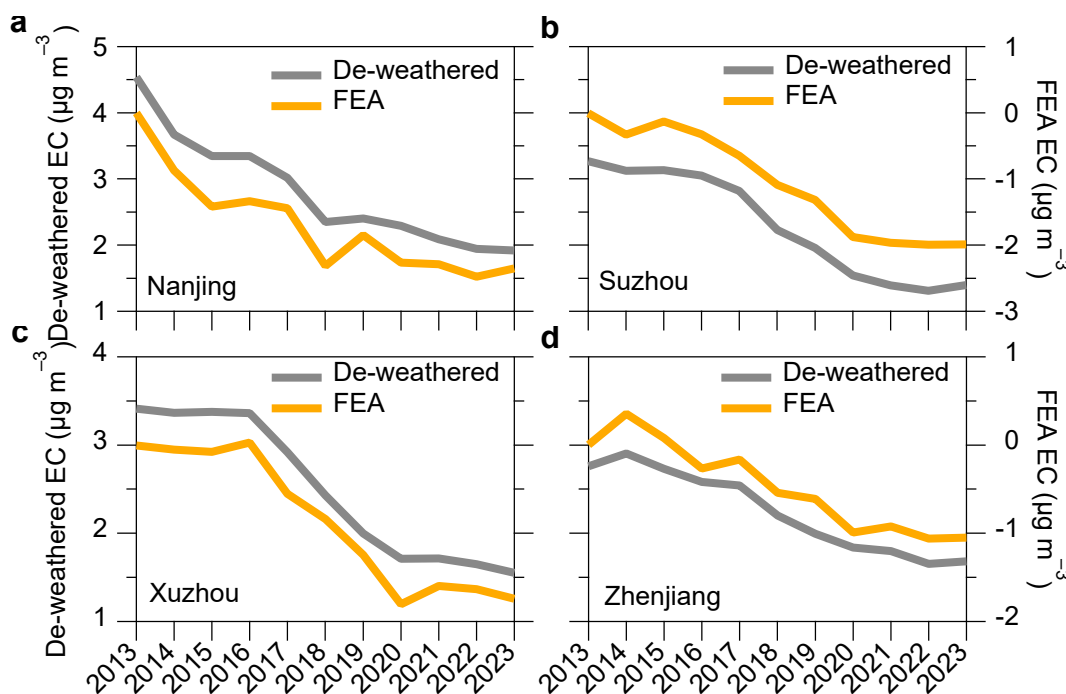 a
De-weathered EC (µg m⁻³)
5
4
3
2
1
De-weathered
FEA
Nanjing
b
De-weathered
FEA
Suzhou
1
0
-1
-2
-3
FEA EC (µg m⁻³)
c
De-weathered EC (µg m⁻³)
4
3
2
1
De-weathered
FEA
Xuzhou
2013
2014
2015
2016
2017
2018
2019
2020
2021
2022
2023
d
De-weathered
FEA
Zhenjiang
1
0
-1
-2
FEA EC (µg m⁻³)
2013
2014
2015
2016
2017
2018
2019
2020
2021
2022
2023